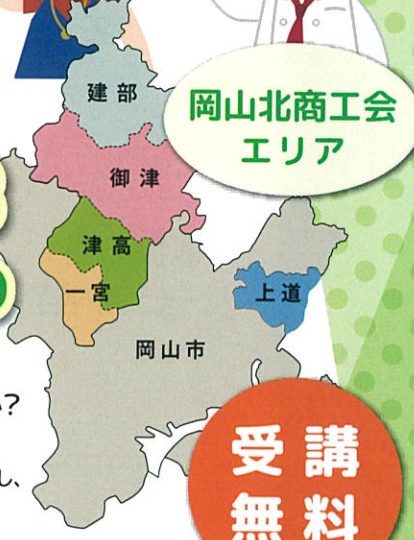 建部
岡山北商工会
エリア
御津
津高
一宮
上道
岡山市
?
し、
受講
無料